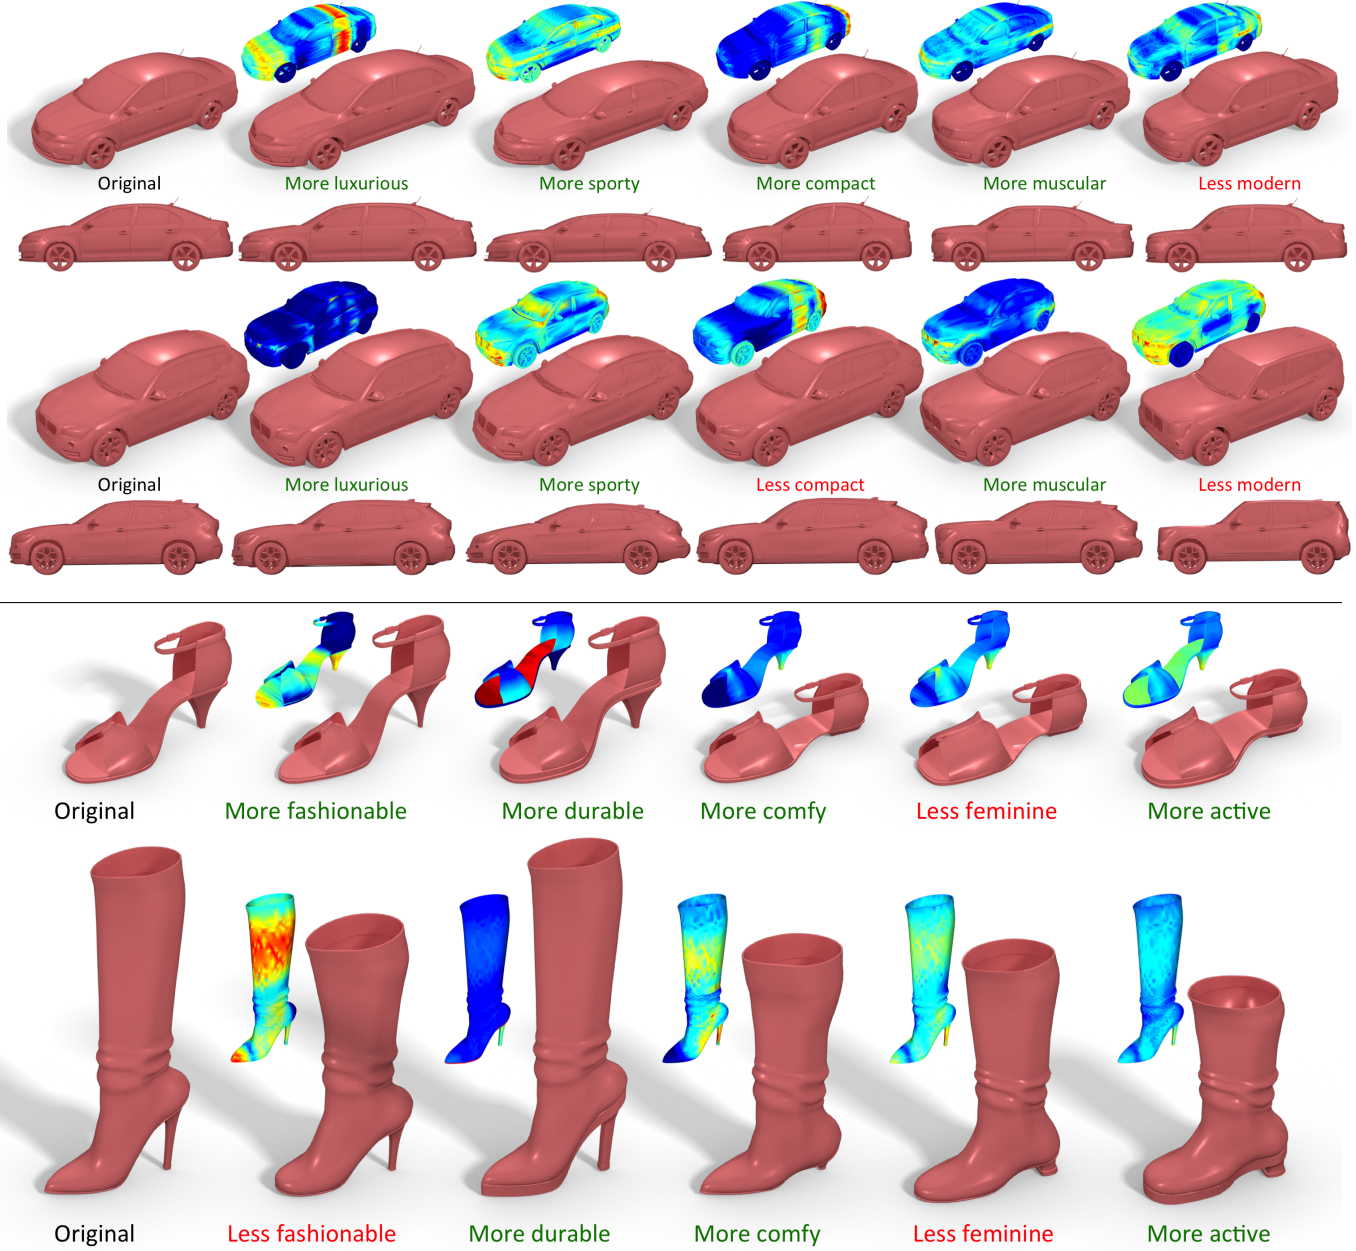 Original More luxurious More sporty More compact More muscular Less modern
Original More luxurious More sporty Less compact More muscular Less modern
Original More fashionable More durable More comfy Less feminine More active
Original Less fashionable More durable More comfy Less feminine More active